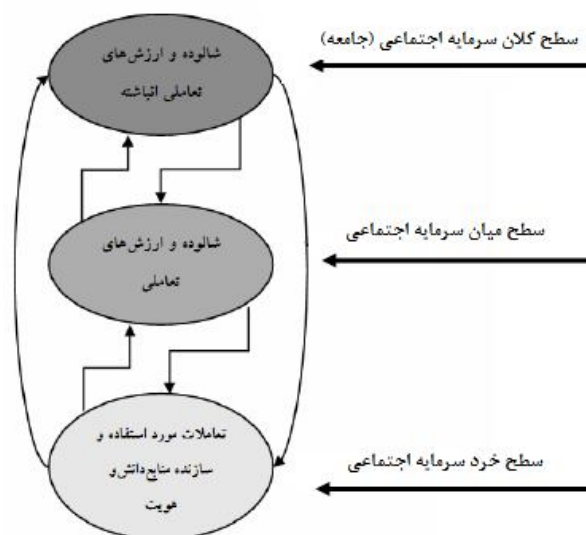 سطح کلان سرمایه اجتماعی (جامعه)
شالوده و ارزش‌های
تعاملی انباشته
سطح میان سرمایه اجتماعی
شالوده و ارزش‌های
تعاملی
سطح خرد سرمایه اجتماعی
تعاملات مورد استفاده و
سازنده منابع‌دانش‌و
هویت